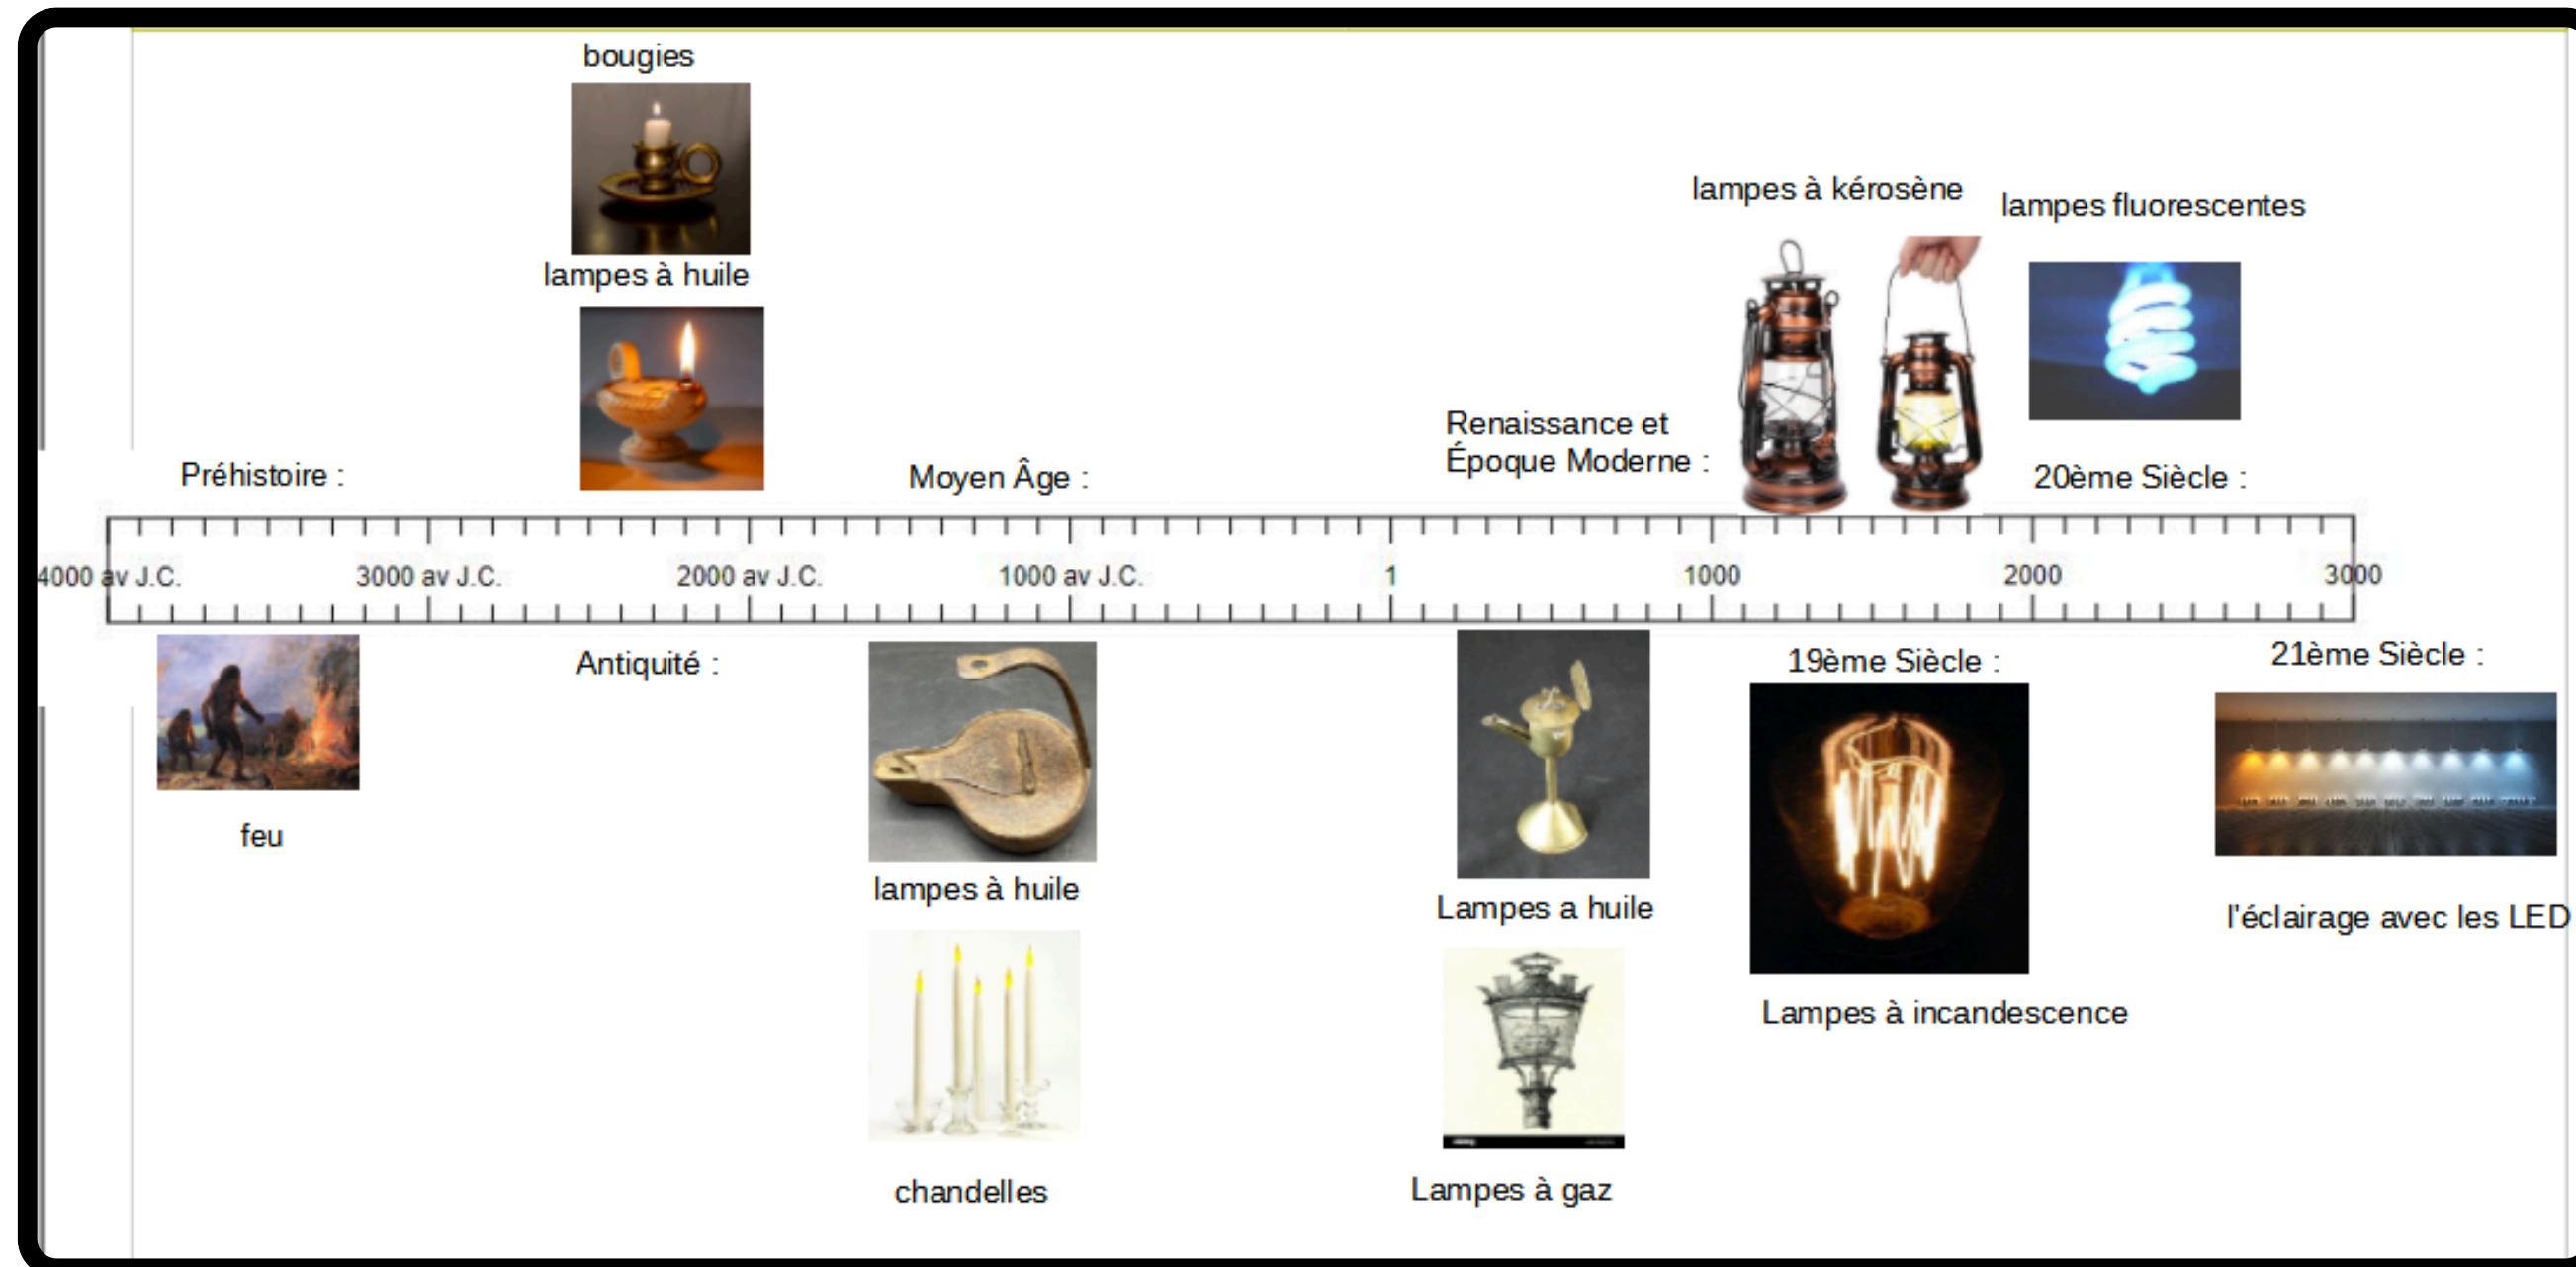 bougies
lampes à huile
lampes à kérosène
lampes fluorescentes
Renaissance et
Époque Moderne :
Préhistoire :
Moyen Âge :
20ème Siècle :
4000 av J.C.
3000 av J.C.
2000 av J.C.
1000 av J.C.
1
1000
2000
3000
Antiquité :
19ème Siècle :
21ème Siècle :
feu
lampes à huile
Lampes a huile
l'éclairage avec les LED
Lampes à incandescence
chandelles
Lampes à gaz